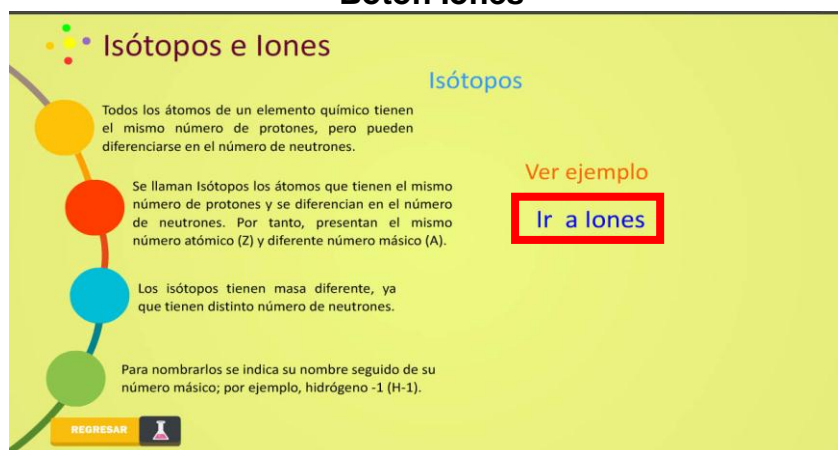 Botón Iones
Isótopos e Iones
Isótopos
Todos los átomos de un elemento químico tienen
el mismo número de protones, pero pueden
diferenciarse en el número de neutrones.
Se llaman Isótopos los átomos que tienen el mismo
número de protones y se diferencian en el número
de neutrones. Por tanto, presentan el mismo
número atómico (Z) y diferente número másico (A).
Los isótopos tienen masa diferente, ya
que tienen distinto número de neutrones.
Para nombrarlos se indica su nombre seguido de su
número másico; por ejemplo, hidrógeno -1 (H-1).
Ver ejemplo
Ir a Iones
REGRESAR